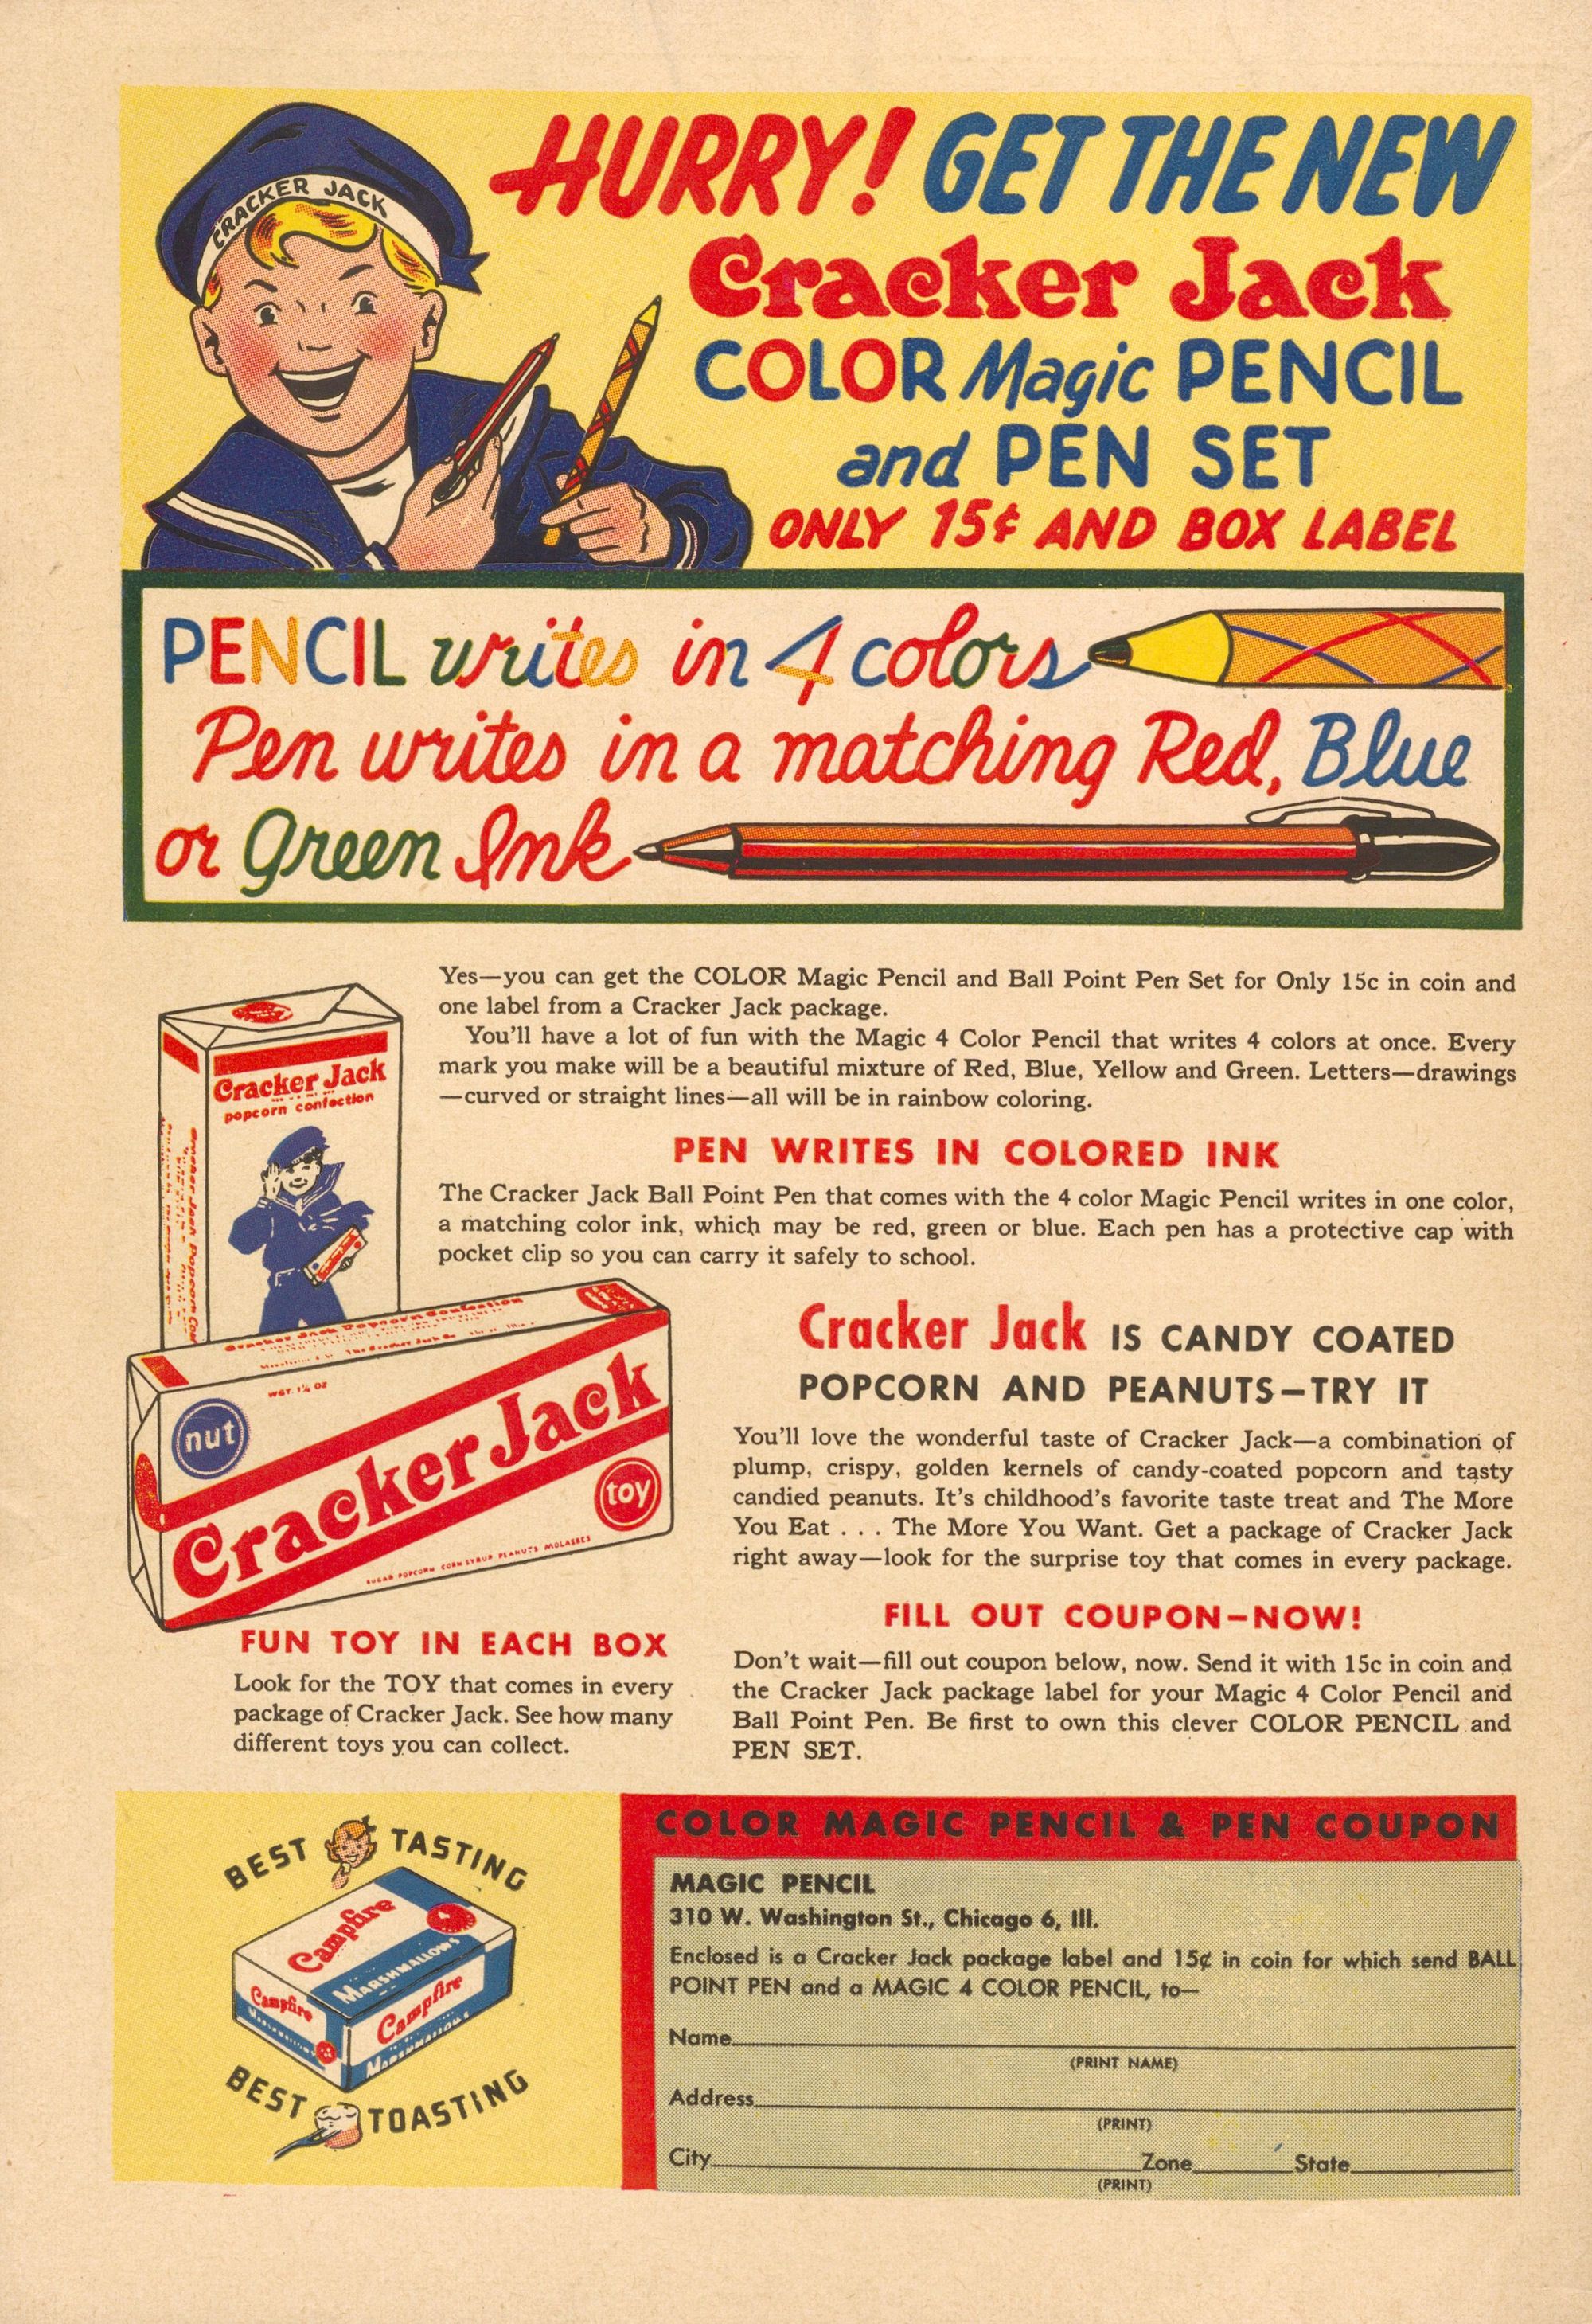 CRACKER JACK
HURRY! GET THE NEW
Cracker Jack
COLOR Magic PENCIL
and PEN SET
ONLY 15¢ AND BOX LABEL
PENCIL writes in 4 colors
Pen writes in a matching Red, Blue
or Green Ink
Yes—you can get the COLOR Magic Pencil and Ball Point Pen Set for Only 15c in coin and
one label from a Cracker Jack package.
You'll have a lot of fun with the Magic 4 Color Pencil that writes 4 colors at once. Every
mark you make will be a beautiful mixture of Red, Blue, Yellow and Green. Letters—drawings
—curved or straight lines—all will be in rainbow coloring.
PEN WRITES IN COLORED INK
The Cracker Jack Ball Point Pen that comes with the 4 color Magic Pencil writes in one color,
a matching color ink, which may be red, green or blue. Each pen has a protective cap with
pocket clip so you can carry it safely to school.
Cracker Jack
popcorn confection
Cracker Jack Popcorn Confection
WGT. 1¼ OZ
nut
Cracker Jack
toy
SUGAR POPCORN CORN SYRUP PEANUTS MOLASSES
Cracker Jack IS CANDY COATED
POPCORN AND PEANUTS—TRY IT
You'll love the wonderful taste of Cracker Jack—a combination of
plump, crispy, golden kernels of candy-coated popcorn and tasty
candied peanuts. It's childhood's favorite taste treat and The More
You Eat . . . The More You Want. Get a package of Cracker Jack
right away—look for the surprise toy that comes in every package.
FUN TOY IN EACH BOX
Look for the TOY that comes in every
package of Cracker Jack. See how many
different toys you can collect.
FILL OUT COUPON—NOW!
Don't wait—fill out coupon below, now. Send it with 15c in coin and
the Cracker Jack package label for your Magic 4 Color Pencil and
Ball Point Pen. Be first to own this clever COLOR PENCIL and
PEN SET.
BEST TASTING
Campfire
MARSHMALLOWS
Campfire
MARSHMALLOWS
Campfire
MARSHMALLOWS
BEST TOASTING
COLOR MAGIC PENCIL & PEN COUPON
MAGIC PENCIL
310 W. Washington St., Chicago 6, Ill.
Enclosed is a Cracker Jack package label and 15¢ in coin for which send BALL
POINT PEN and a MAGIC 4 COLOR PENCIL, to—
Name
(PRINT NAME)
Address
(PRINT)
City Zone State
(PRINT)